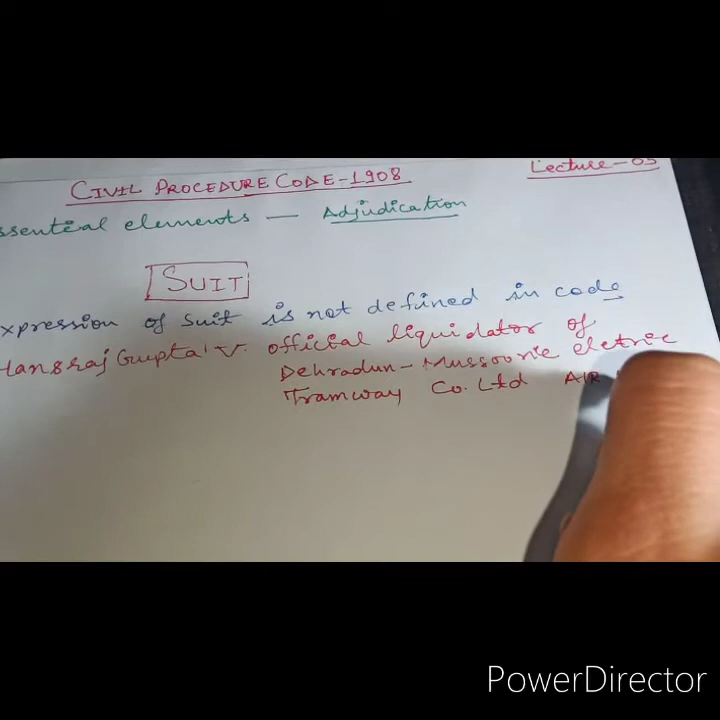 CIVIL PROCEDURE CODE-1908
Lecture-05
ssential elements — Adjudication
SUIT
xpression of suit is not defined in code
Hansraj Gupta V. official liquidator of
Dehradun-Mussoorie eletric
Tramway Co. Ltd AIR
PowerDirector